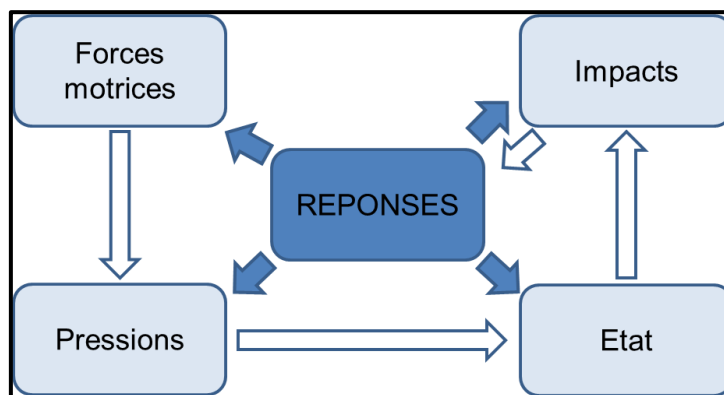 Forces
motrices
Impacts
REPONSES
Pressions
Etat